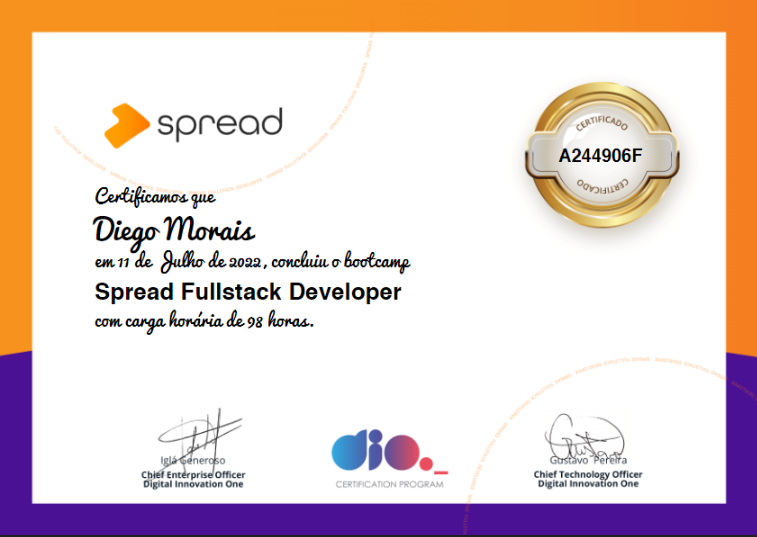 spread
CERTIFICADO
A244906F
CERTIFICADO
Certificamos que
Diego Morais
em 11 de Julho de 2022, concluiu o bootcamp
Spread Fullstack Developer
com carga horária de 98 horas.
Iglá Generoso
Chief Enterprise Officer
Digital Innovation One
dio._
CERTIFICATION PROGRAM
Gustavo Pereira
Chief Technology Officer
Digital Innovation One